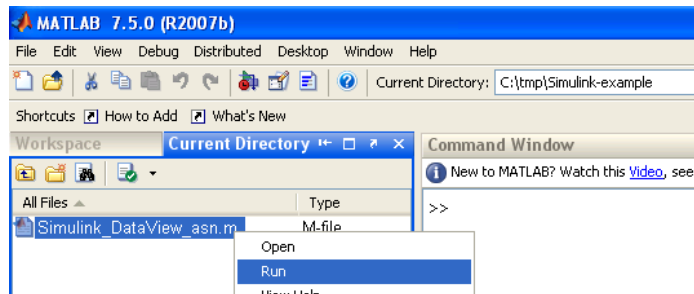 MATLAB 7.5.0 (R2007b)
File Edit View Debug Distributed Desktop Window Help
Current Directory: C:\tmp\Simulink-example
Shortcuts How to Add What's New
Workspace Current Directory Command Window
New to MATLAB? Watch this Video, see
All Files Type
>>
Simulink_DataView_asn.m M-file
Open
Run
View Help